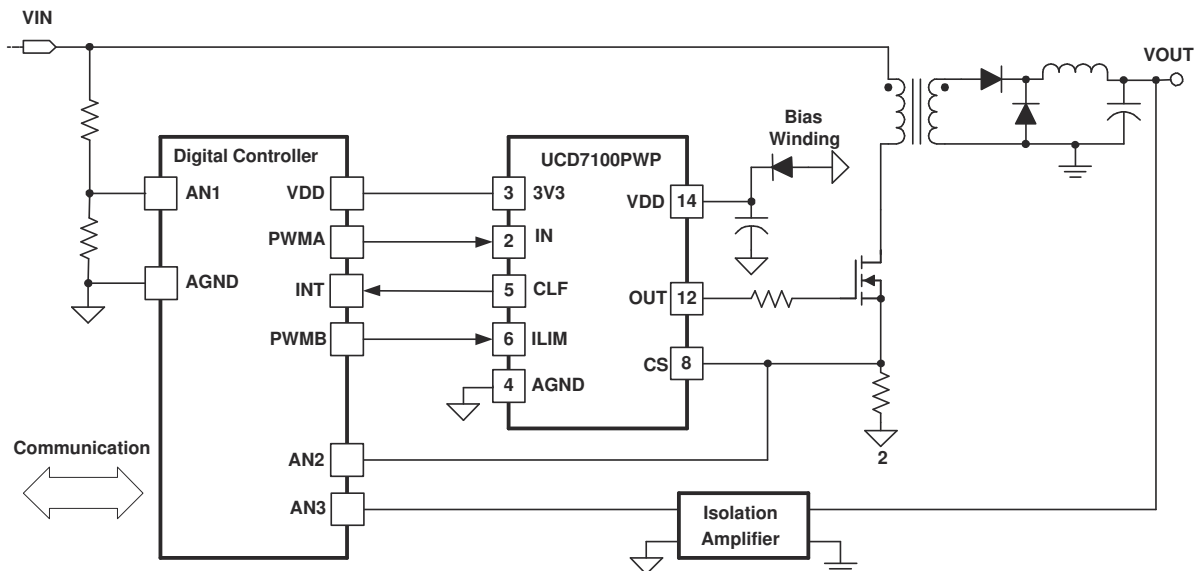 VIN
VOUT
Bias
Winding
Digital Controller
UCD7100PWP
AN1
VDD
3
3V3
VDD
14
PWMA
2
IN
AGND
INT
5
CLF
OUT
12
PWMB
6
ILIM
CS
8
4
AGND
Communication
AN2
2
AN3
Isolation
Amplifier